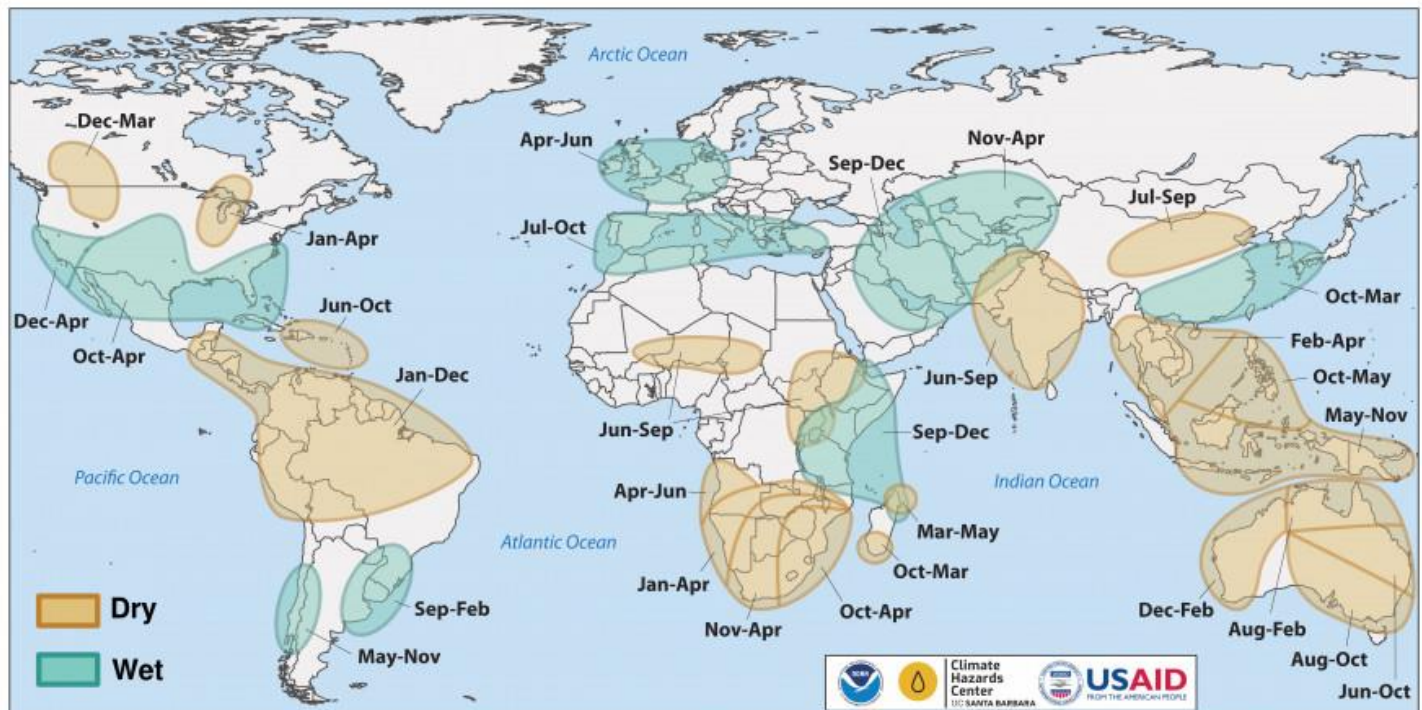 Arctic Ocean
Dec-Mar
Apr-Jun
Nov-Apr
Sep-Dec
Jul-Sep
Jul-Oct
Jan-Apr
Oct-Mar
Jun-Oct
Dec-Apr
Feb-Apr
Oct-Apr
Jan-Dec
Jun-Sep
Oct-May
May-Nov
Jun-Sep
Sep-Dec
Pacific Ocean
Indian Ocean
Apr-Jun
Mar-May
Atlantic Ocean
Oct-Mar
Jan-Apr
Dry
Sep-Feb
Oct-Apr
Dec-Feb
Nov-Apr
Aug-Feb
May-Nov
Wet
Aug-Oct
Jun-Oct
NOAA
Climate
Hazards
Center
UC SANTA BARBARA
USAID
FROM THE AMERICAN PEOPLE